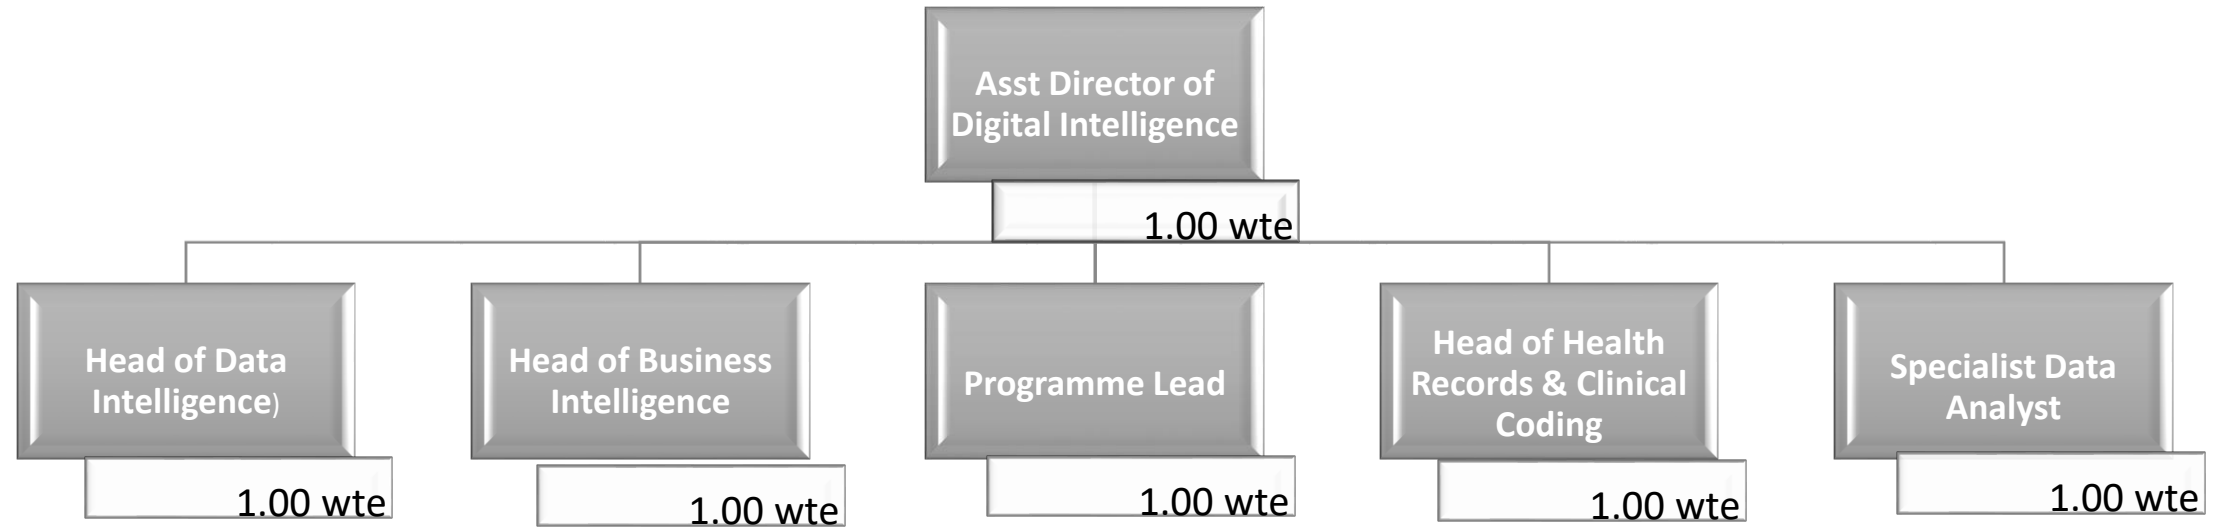 Asst Director of
Digital Intelligence
1.00 wte
Head of Data
Intelligence)
1.00 wte
Head of Business
Intelligence
1.00 wte
Programme Lead
1.00 wte
Head of Health
Records & Clinical
Coding
1.00 wte
Specialist Data
Analyst
1.00 wte